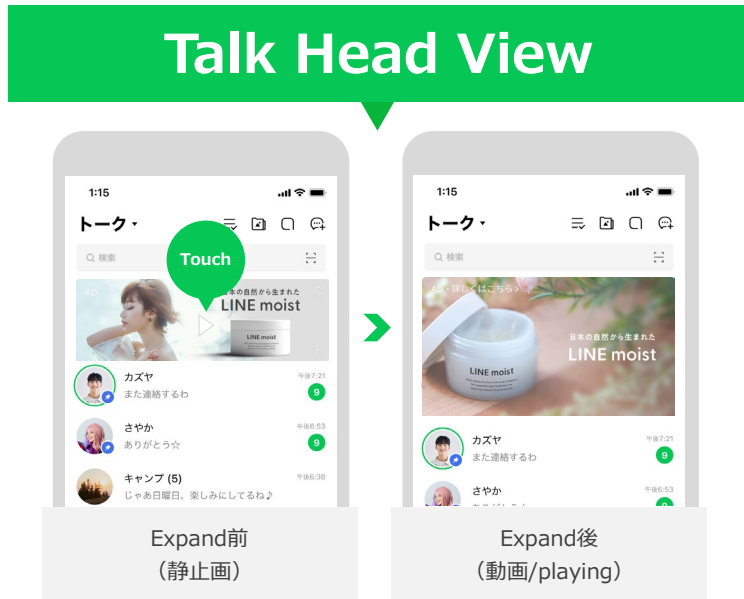 Talk Head View
1:15
トーク
検索
Touch
AD
日本の自然から生まれた
LINE moist
LINE moist
カズヤ
午後7:21
また連絡するわ
9
さやか
午後6:53
ありがとう☆
9
キャンプ (5)
午後6:38
じゃあ日曜日、楽しみにしてるね♪
Expand前
（静止画）
1:15
トーク
検索
AD・詳しくはこちら>
日本の自然から生まれた
LINE moist
LINE moist
カズヤ
午後7:21
また連絡するわ
9
さやか
午後6:53
Expand後
（動画/playing）